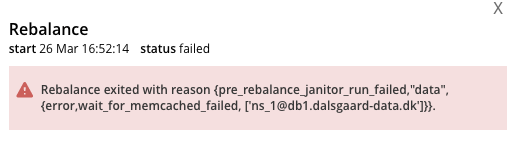 X
Rebalance
start 26 Mar 16:52:14 status failed
Rebalance exited with reason {pre_rebalance_janitor_run_failed,"data",
{error,wait_for_memcached_failed, ['ns_1@db1.dalsgaard-data.dk']}}.